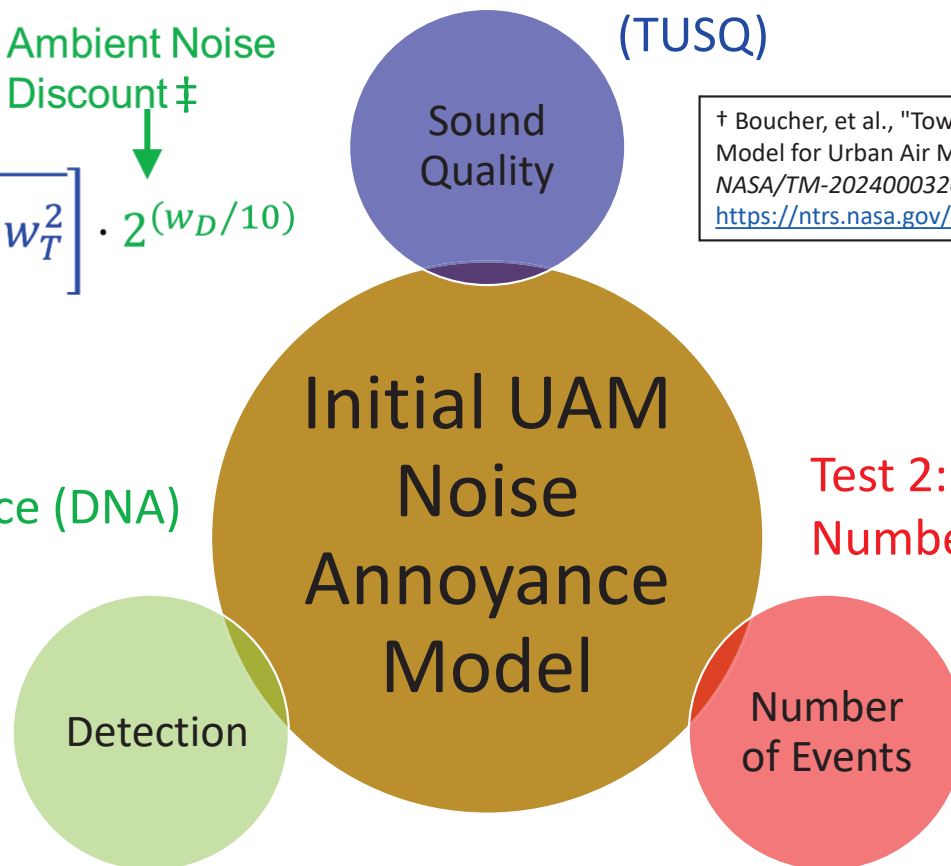 (TUSQ)
Ambient Noise
Discount ‡
w_T^2] · 2^(w_D/10)
Sound
Quality
† Boucher, et al., "Tow
Model for Urban Air M
NASA/TM-202400032
https://ntrs.nasa.gov/
Initial UAM
Noise
Annoyance
Model
ce (DNA)
Test 2:
Numbe
Detection
Number
of Events